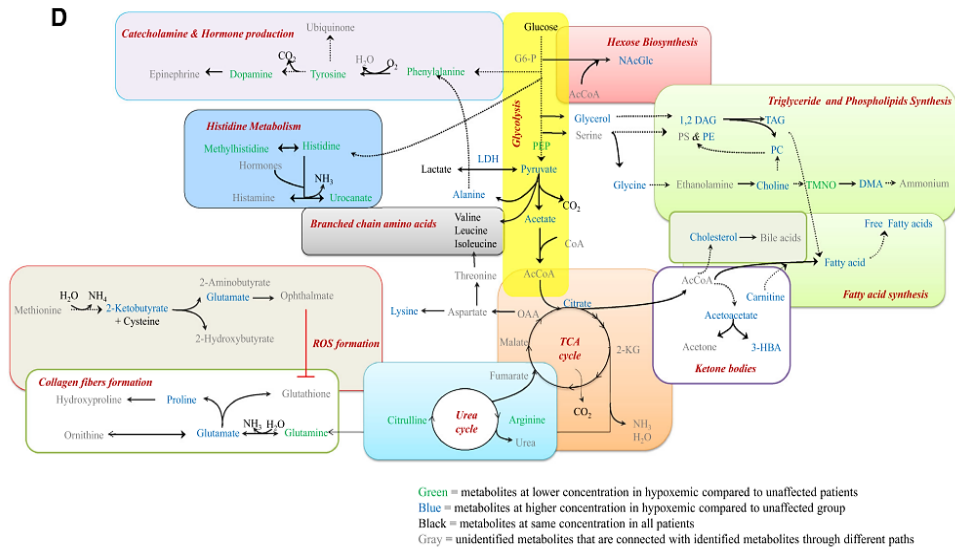 D
Catecholamine & Hormone production
Ubiquinone
CO2
H2O
O2
Epinephrine
Dopamine
Tyrosine
Phenylalanine
Glucose
G6-P
Hexose Biosynthesis
NAcGlc
AcCoA
Glycolysis
Triglyceride and Phospholipids Synthesis
Glycerol
1,2 DAG
TAG
Serine
PS & PE
PC
Glycine
Ethanolamine
Choline
TMNO
DMA
Ammonium
Histidine Metabolism
Methylhistidine
Histidine
Hormones
NH3
Histamine
Urocanate
PEP
LDH
Lactate
Pyruvate
Alanine
CO2
Acetate
CoA
AcCoA
Branched chain amino acids
Valine
Leucine
Isoleucine
Threonine
Lysine
Aspartate
OAA
Cholesterol
Bile acids
Free Fatty acids
Fatty acid
Fatty acid synthesis
AcCoA
Carnitine
Acetoacetate
Acetone
3-HBA
Ketone bodies
Citrate
TCA
cycle
Malate
2-KG
Fumarate
CO2
NH3
H2O
H2O
NH4
Methionine
2-Ketobutyrate
+ Cysteine
2-Aminobutyrate
Glutamate
Ophthalmate
2-Hydroxybutyrate
ROS formation
Collagen fibers formation
Hydroxyproline
Proline
Glutathione
Ornithine
Glutamate
NH3
H2O
Glutamine
Citrulline
Urea
cycle
Arginine
Urea
Green = metabolites at lower concentration in hypoxemic compared to unaffected patients
Blue = metabolites at higher concentration in hypoxemic compared to unaffected group
Black = metabolites at same concentration in all patients
Gray = unidentified metabolites that are connected with identified metabolites through different paths